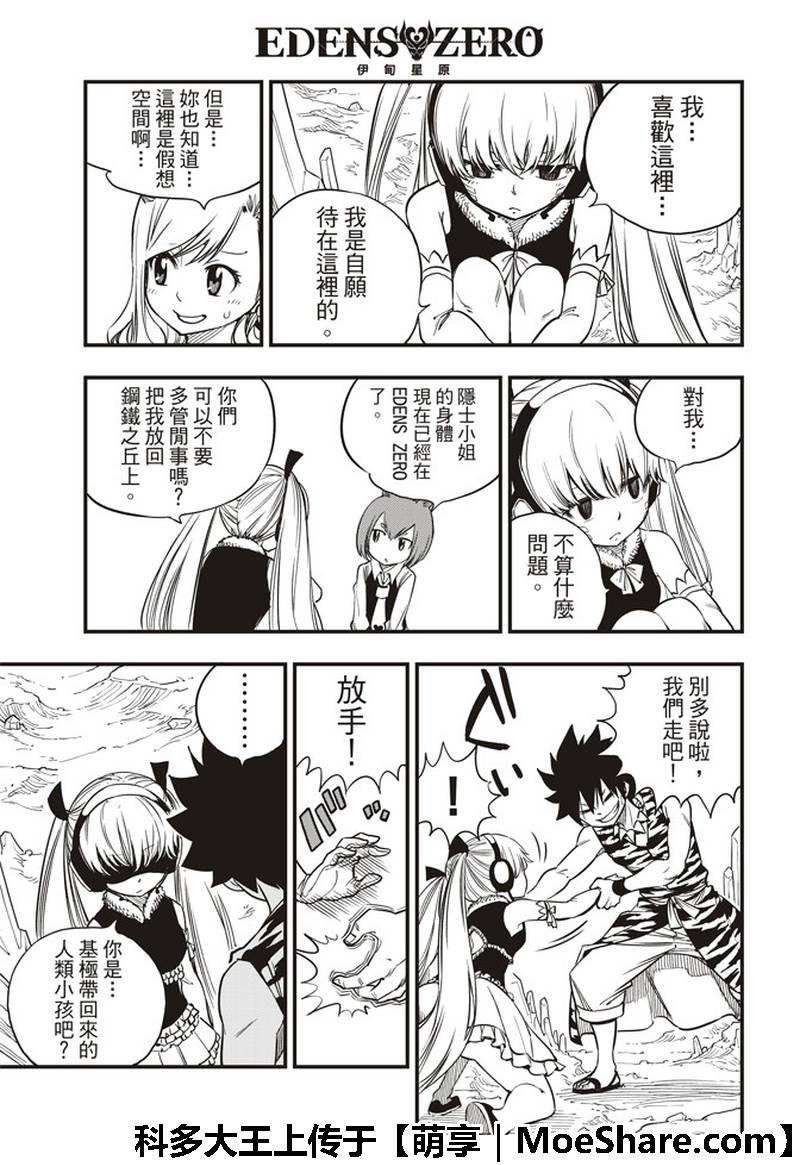 EDENS ZERO
伊甸星原
我…
喜歡這裡…
我是自願
待在這裡的。
但是…
妳也知道…
這裡是假想
空間啊…
對我…
不算什麼
問題。
隱士小姐
的身體
現在已經在
EDENS ZERO
了。
你們
可以不要
多管閒事嗎？
把我放回
鋼鐵之丘上。
別多說啦，
我們走吧！
！
放手！
………
你是…
基極帶回來的
人類小孩吧？
科多大王上传于【萌享 | MoeShare.com】